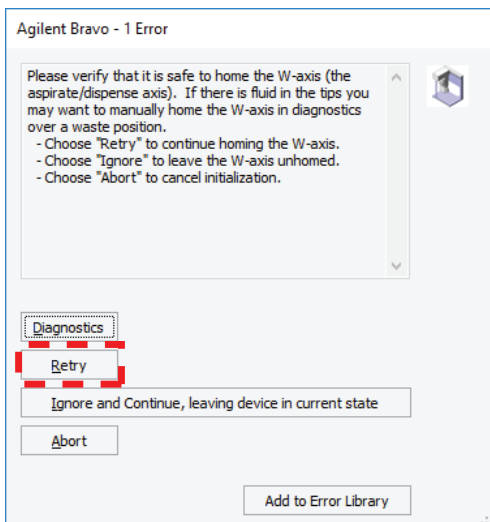 Agilent Bravo - 1 Error
Please verify that it is safe to home the W-axis (the
aspirate/dispense axis).  If there is fluid in the tips you
may want to manually home the W-axis in diagnostics
over a waste position.
- Choose "Retry" to continue homing the W-axis.
- Choose "Ignore" to leave the W-axis unhomed.
- Choose "Abort" to cancel initialization.
Diagnostics
Retry
Ignore and Continue, leaving device in current state
Abort
Add to Error Library